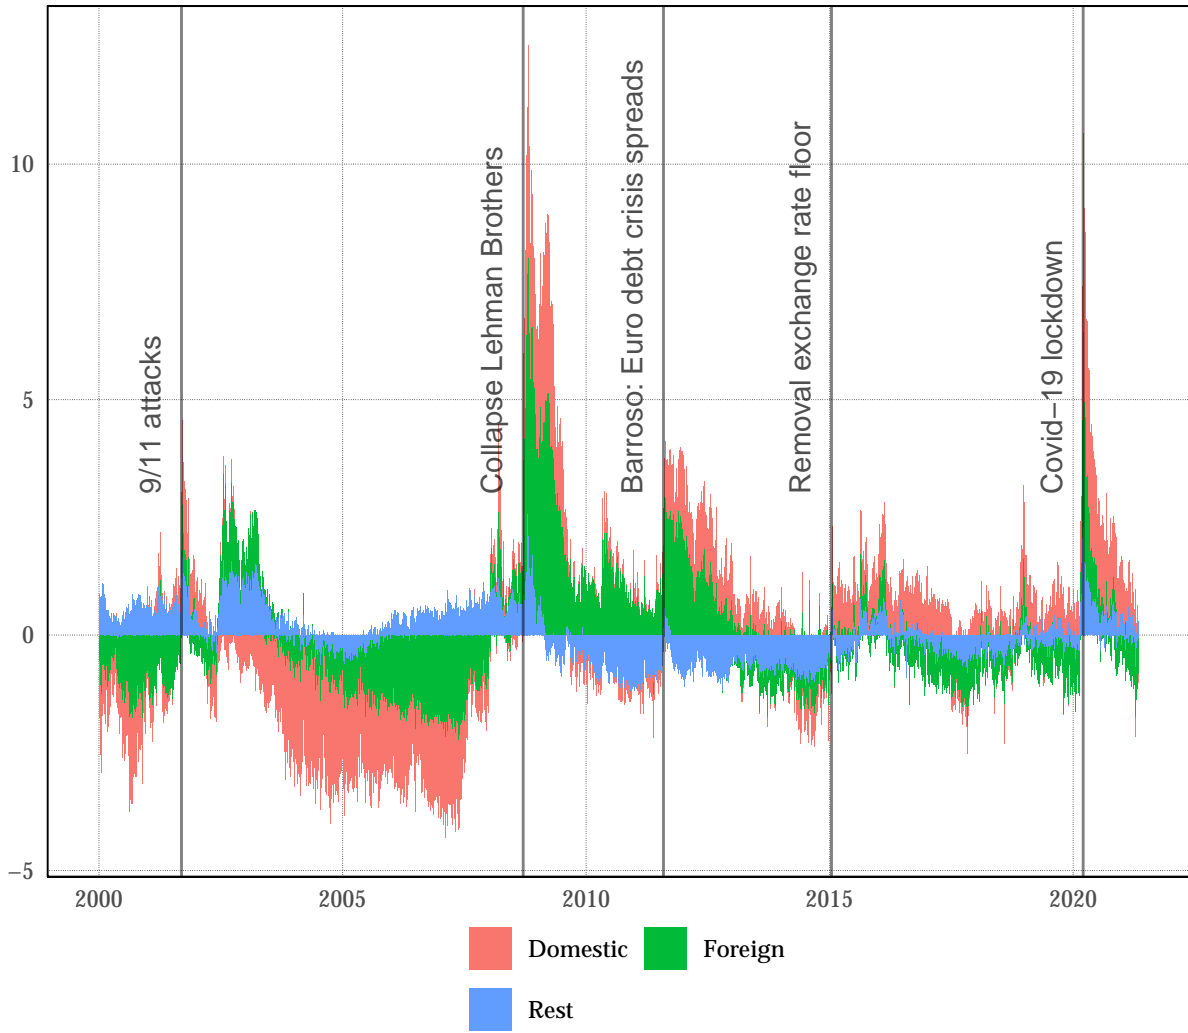 10
5
0
−5
9/11 attacks
Collapse Lehman Brothers
Barroso: Euro debt crisis spreads
Removal exchange rate floor
Covid−19 lockdown
2000
2005
2010
2015
2020
Domestic
Foreign
Rest